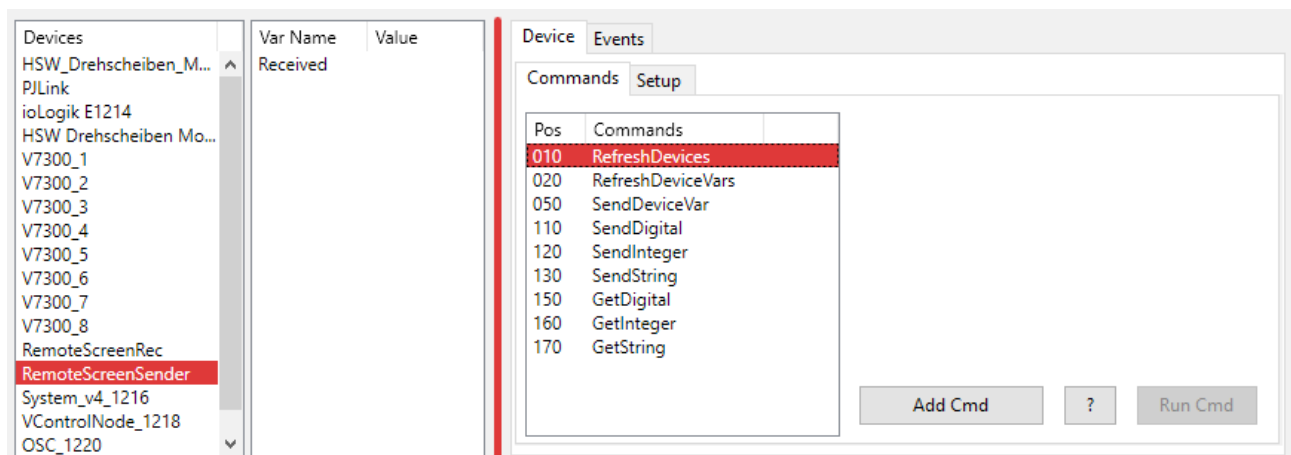 Devices
HSW_Drehscheiben_M...
PJLink
ioLogik E1214
HSW Drehscheiben Mo...
V7300_1
V7300_2
V7300_3
V7300_4
V7300_5
V7300_6
V7300_7
V7300_8
RemoteScreenRec
RemoteScreenSender
System_v4_1216
VControlNode_1218
OSC_1220
Var Name Value
Received
Device Events
Commands Setup
Pos Commands
010 RefreshDevices
020 RefreshDeviceVars
050 SendDeviceVar
110 SendDigital
120 SendInteger
130 SendString
150 GetDigital
160 GetInteger
170 GetString
Add Cmd ? Run Cmd